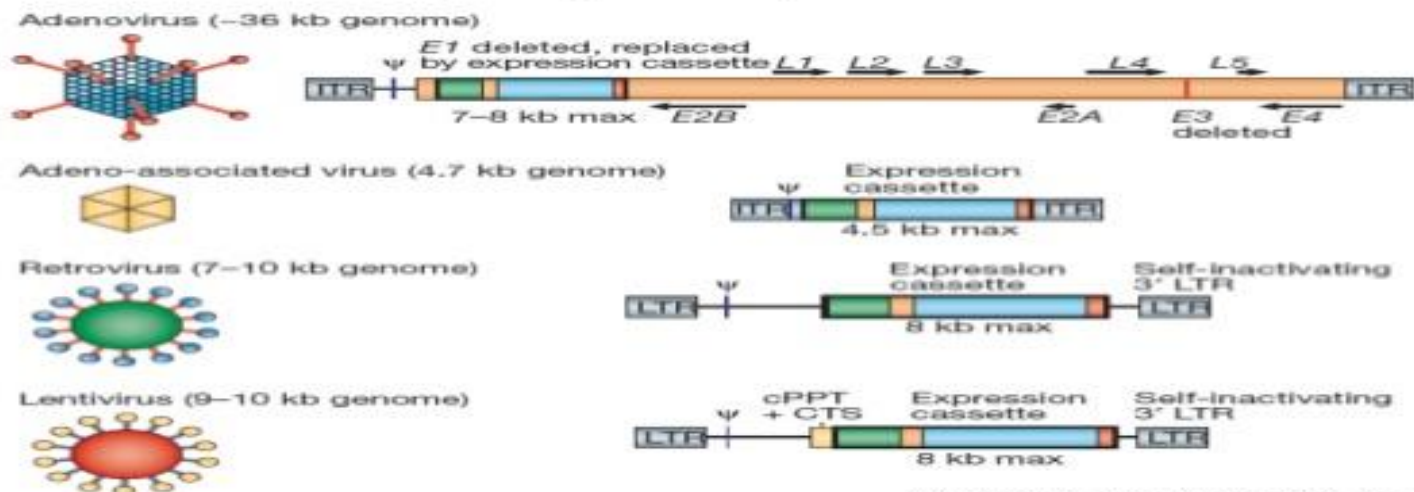 Adenovirus (~36 kb genome)
E1 deleted, replaced
ψ by expression cassette L1 L2 L3 L4 L5
ITR ITR
7–8 kb max E2B E2A E3 E4
deleted
Adeno-associated virus (4.7 kb genome)
Expression
ψ cassette
ITR ITR
4.5 kb max
Retrovirus (7–10 kb genome)
Expression Self-inactivating
ψ cassette 3' LTR
LTR LTR
8 kb max
Lentivirus (9–10 kb genome)
cPPT Expression Self-inactivating
ψ + CTS cassette 3' LTR
LTR LTR
8 kb max